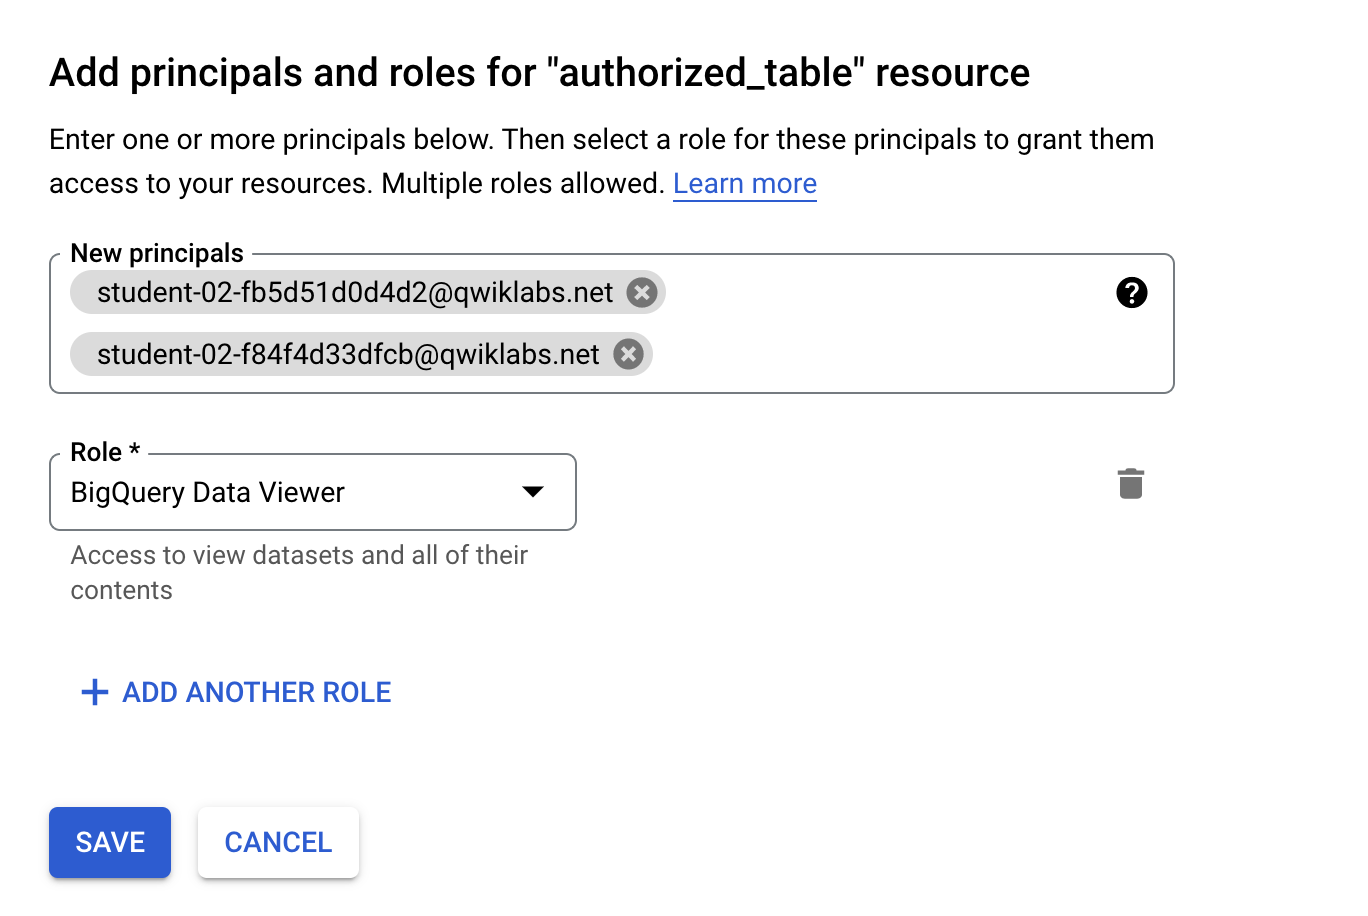 Add principals and roles for "authorized_table" resource
Enter one or more principals below. Then select a role for these principals to grant them
access to your resources. Multiple roles allowed. Learn more
New principals
student-02-fb5d51d0d4d2@qwiklabs.net
student-02-f84f4d33dfcb@qwiklabs.net
Role *
BigQuery Data Viewer
Access to view datasets and all of their
contents
ADD ANOTHER ROLE
SAVE CANCEL